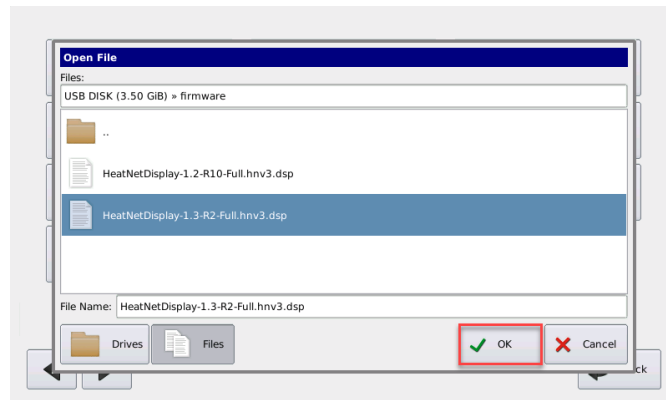 Open File
Files:
USB DISK (3.50 GiB) » firmware
..
HeatNetDisplay-1.2-R10-Full.hnv3.dsp
HeatNetDisplay-1.3-R2-Full.hnv3.dsp
File Name: HeatNetDisplay-1.3-R2-Full.hnv3.dsp
Drives Files OK Cancel